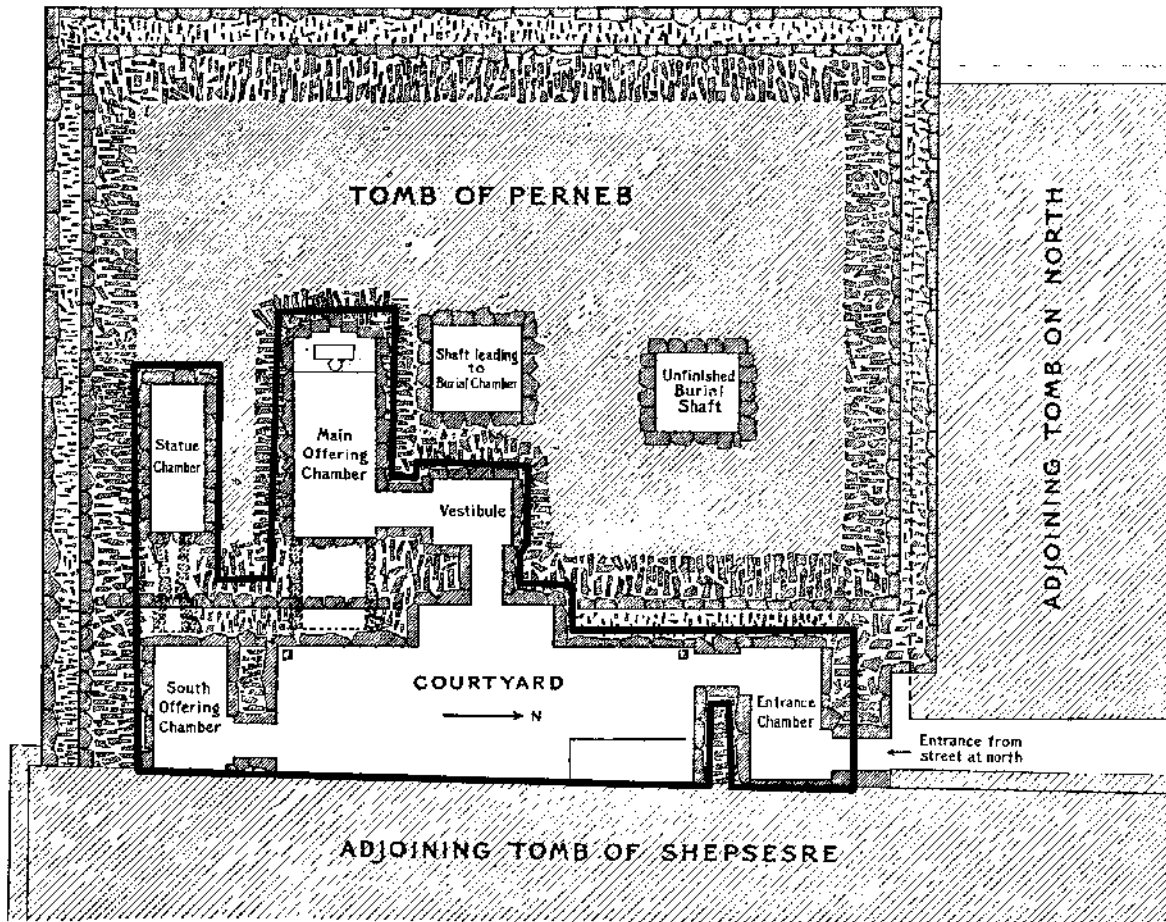 TOMB OF PERNEB
ADJOINING TOMB ON NORTH
Shaft leading
to
Burial Chamber
Unfinished
Burial
Shaft
Statue
Chamber
Main
Offering
Chamber
Vestibule
South
Offering
Chamber
COURTYARD
N
Entrance
Chamber
Entrance from
street at north
ADJOINING TOMB OF SHEPSESRE